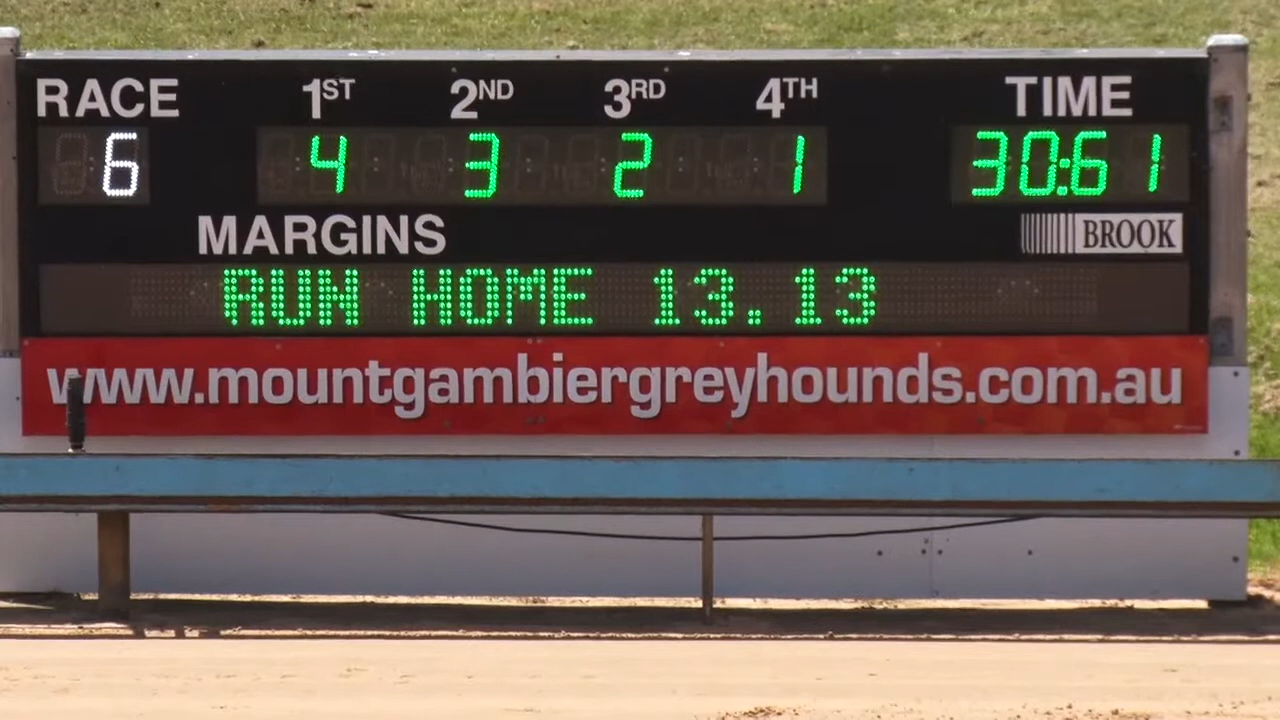 RACE 1ST 2ND 3RD 4TH TIME
6 4 3 2 1 30:61
MARGINS BROOK
RUN HOME 13.13
www.mountgambiergreyhounds.com.au